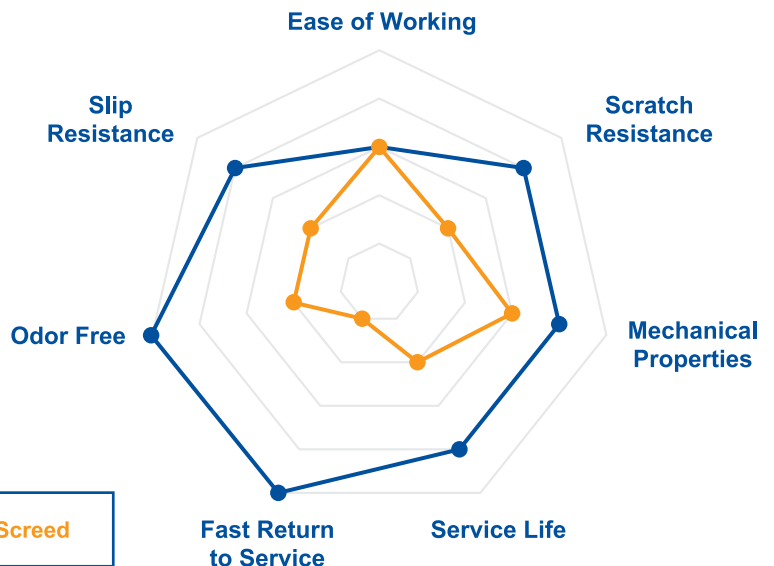 Ease of Working
Slip
Resistance
Scratch
Resistance
Odor Free
Mechanical
Properties
Screed
Fast Return
to Service
Service Life